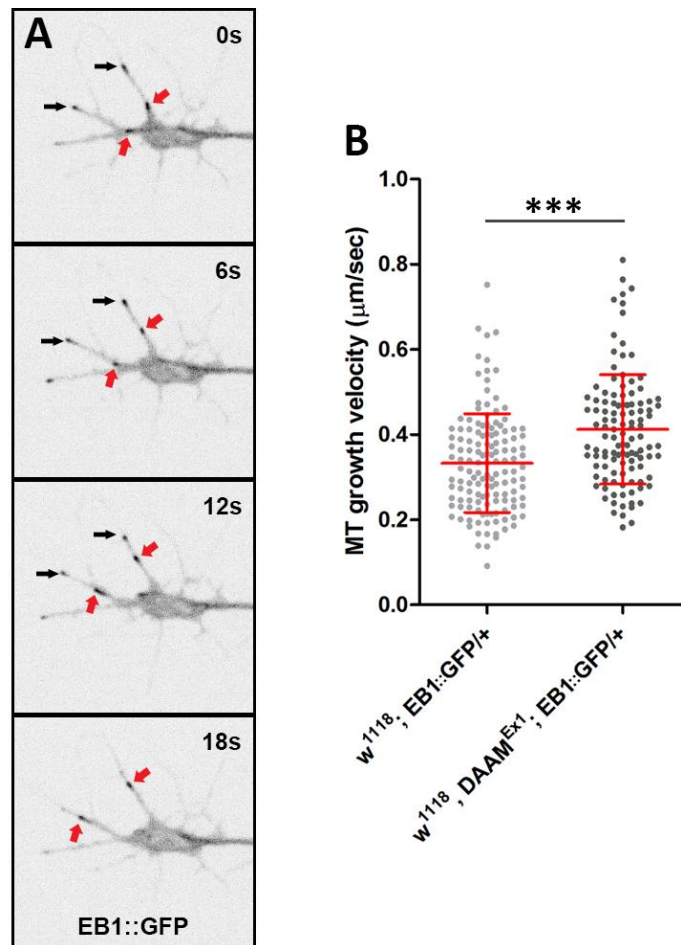 A
0s
6s
12s
18s
EB1::GFP
B
***
MT growth velocity (μm/sec)
1.0
0.8
0.6
0.4
0.2
0.0
w¹¹¹⁸; EB1::GFP/+
w¹¹¹⁸, DAAMᴱˣ¹; EB1::GFP/+